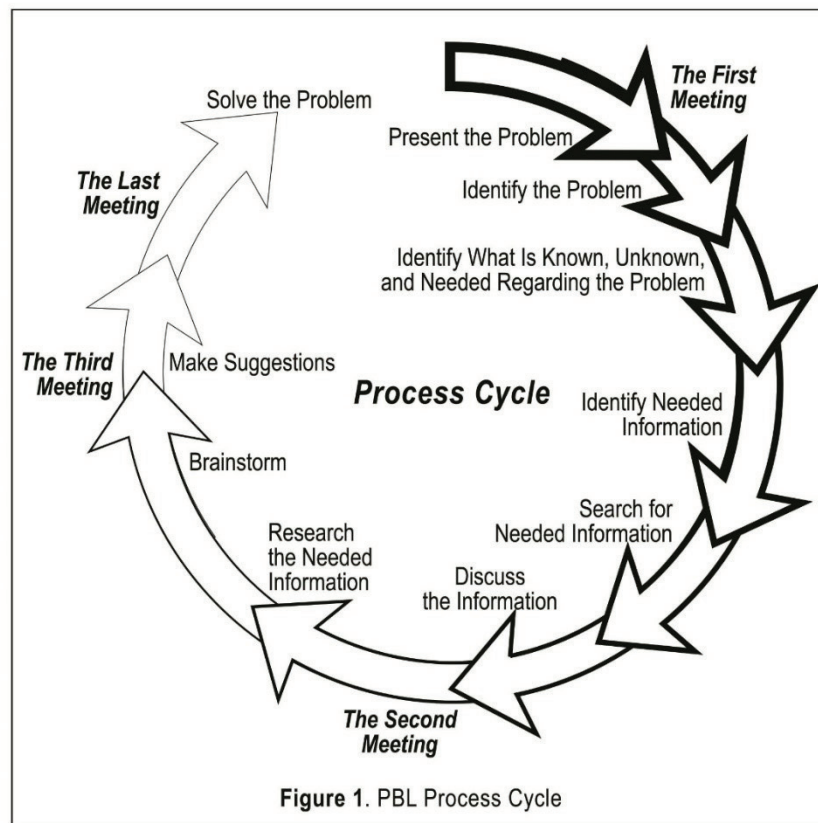 The First
Meeting
Present the Problem
Identify the Problem
Identify What Is Known, Unknown,
and Needed Regarding the Problem
Identify Needed
Information
Search for
Needed Information
Discuss
the Information
The Second
Meeting
Research
the Needed
Information
Brainstorm
The Third
Meeting
Make Suggestions
The Last
Meeting
Solve the Problem
Process Cycle
Figure 1. PBL Process Cycle